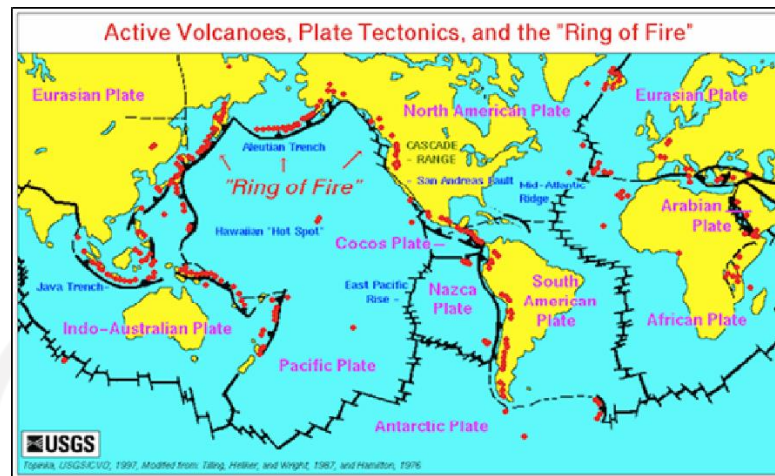 Active Volcanoes, Plate Tectonics, and the "Ring of Fire"
Eurasian Plate
North American Plate
Eurasian Plate
Aleutian Trench
CASCADE
RANGE
"Ring of Fire"
San Andreas Fault
Mid-Atlantic
Ridge
Arabian
Plate
Hawaiian "Hot Spot"
Cocos Plate
Java Trench
East Pacific
Rise
Nazca
Plate
South
American
Plate
Indo-Australian Plate
African Plate
Pacific Plate
Antarctic Plate
USGS
Topinka, USGS/CVO, 1997, Modified from: Tilling, Heliker, and Wright, 1987, and Hamilton, 1976